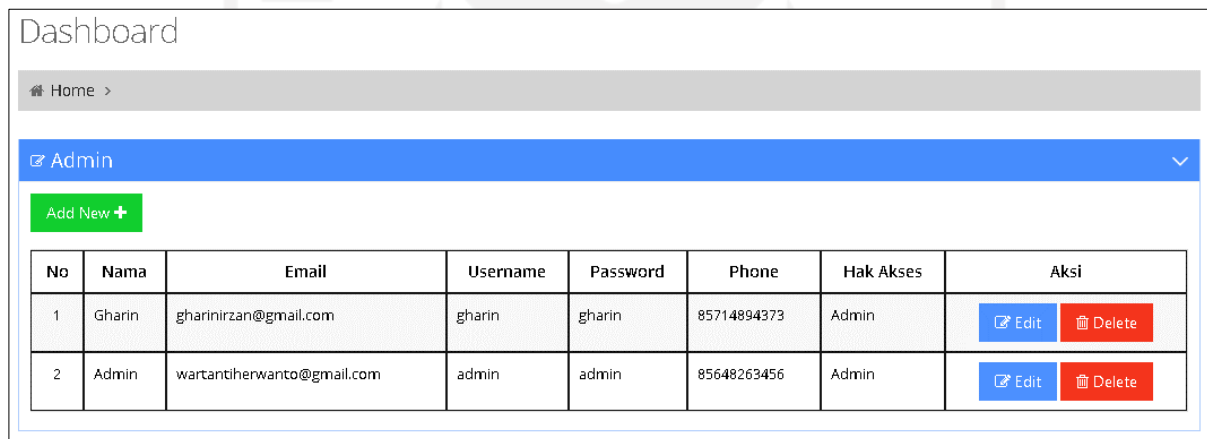 Dashboard
Home >
Admin
Add New +
No Nama Email Username Password Phone Hak Akses Aksi
1 Gharin gharinirzan@gmail.com gharin gharin 85714894373 Admin Edit Delete
2 Admin wartantiherwanto@gmail.com admin admin 85648263456 Admin Edit Delete